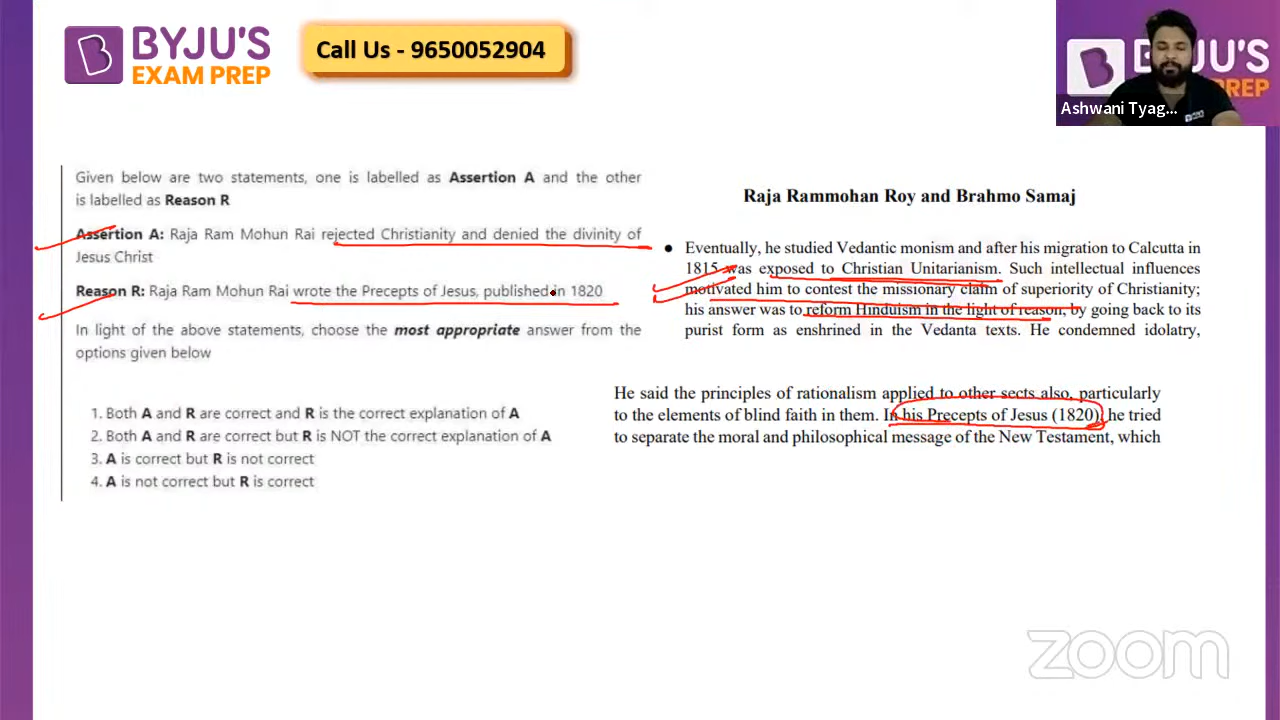 BYJU'S
EXAM PREP
Call Us - 9650052904
BYJU'S
PREP
Ashwani Tyag...
Given below are two statements, one is labelled as Assertion A and the other
is labelled as Reason R
Assertion A: Raja Ram Mohun Rai rejected Christianity and denied the divinity of
Jesus Christ
Reason R: Raja Ram Mohun Rai wrote the Precepts of Jesus, published in 1820
In light of the above statements, choose the most appropriate answer from the
options given below
1. Both A and R are correct and R is the correct explanation of A
2. Both A and R are correct but R is NOT the correct explanation of A
3. A is correct but R is not correct
4. A is not correct but R is correct
Raja Rammohan Roy and Brahmo Samaj
● Eventually, he studied Vedantic monism and after his migration to Calcutta in
1815 was exposed to Christian Unitarianism. Such intellectual influences
motivated him to contest the missionary claim of superiority of Christianity;
his answer was to reform Hinduism in the light of reason, by going back to its
purist form as enshrined in the Vedanta texts. He condemned idolatry,
He said the principles of rationalism applied to other sects also, particularly
to the elements of blind faith in them. In his Precepts of Jesus (1820), he tried
to separate the moral and philosophical message of the New Testament, which
zoom